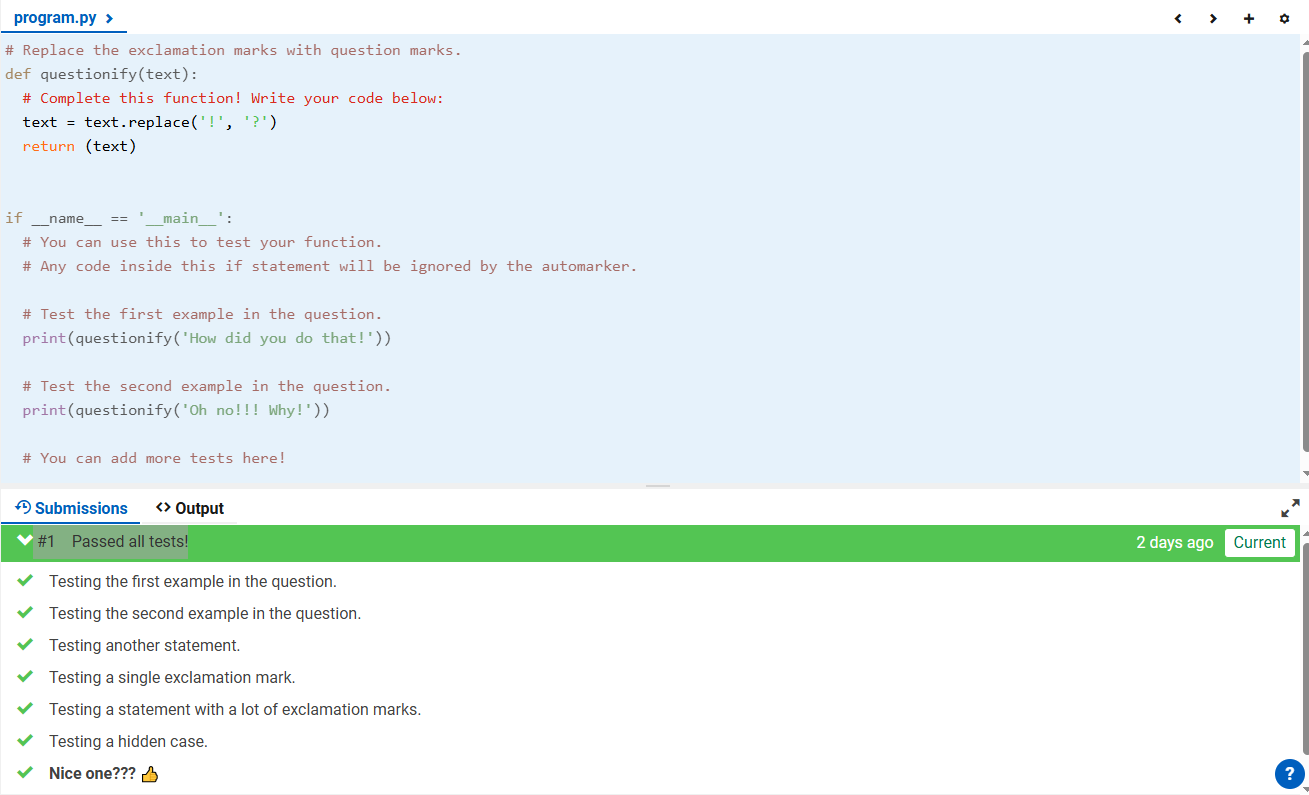 program.py
# Replace the exclamation marks with question marks.
def questionify(text):
  # Complete this function! Write your code below:
  text = text.replace('!', '?')
  return (text)
if __name__ == '__main__':
  # You can use this to test your function.
  # Any code inside this if statement will be ignored by the automarker.
  # Test the first example in the question.
  print(questionify('How did you do that!'))
  # Test the second example in the question.
  print(questionify('Oh no!!! Why!'))
  # You can add more tests here!
Submissions <> Output
#1 Passed all tests! 2 days ago Current
Testing the first example in the question.
Testing the second example in the question.
Testing another statement.
Testing a single exclamation mark.
Testing a statement with a lot of exclamation marks.
Testing a hidden case.
Nice one??? 👍
?